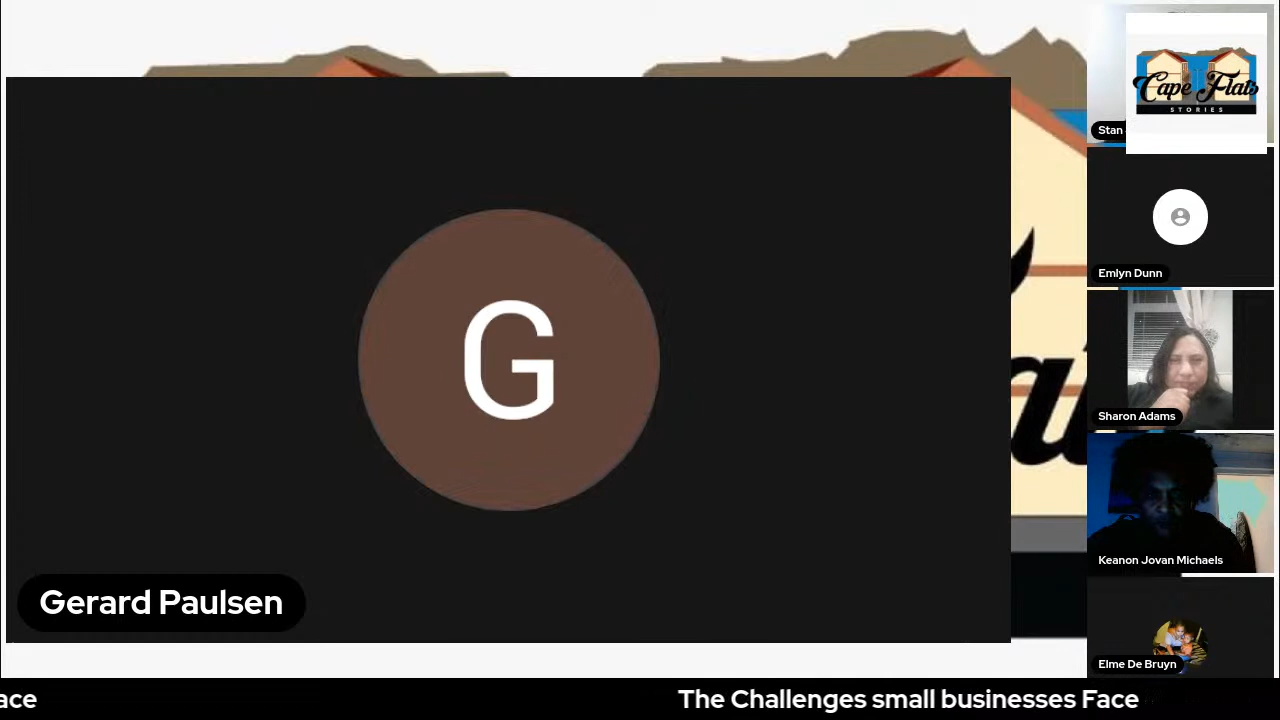 G
Gerard Paulsen
Stan
Cape Flats
STORIES
Emlyn Dunn
Sharon Adams
Keanon Jovan Michaels
Elme De Bruyn
ace
The Challenges small businesses Face